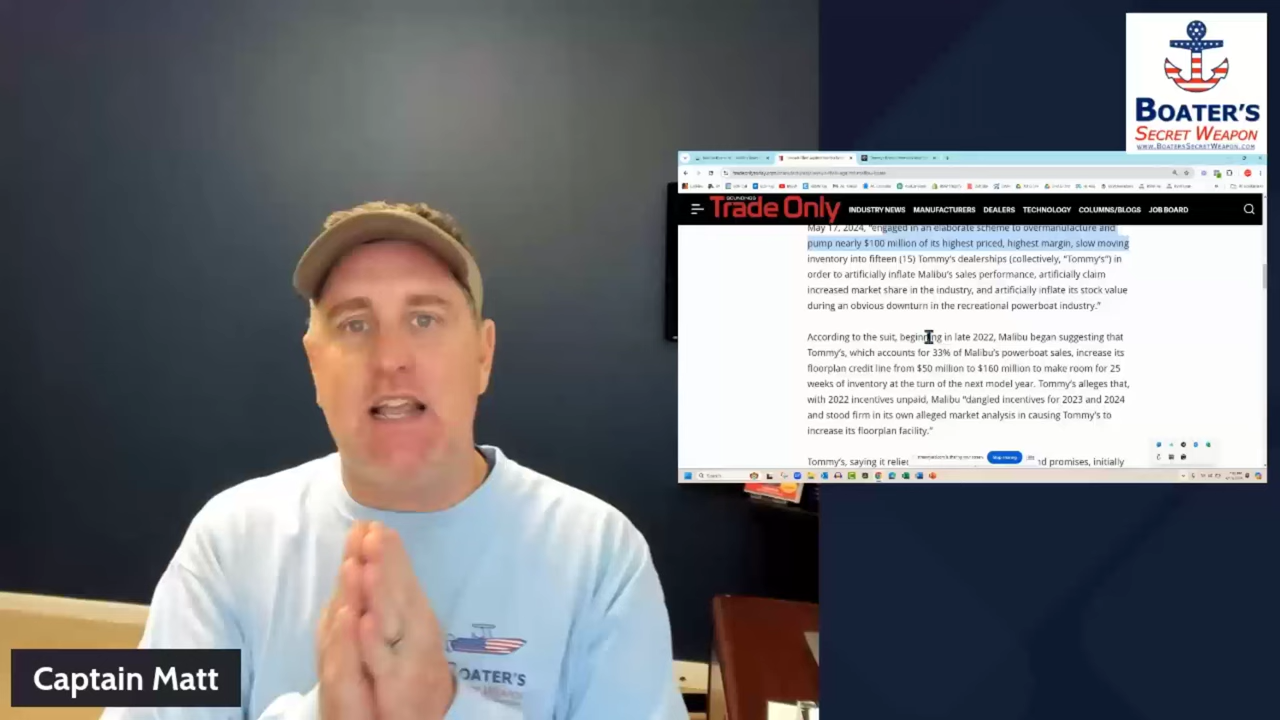 BOATER'S
SECRET WEAPON
WWW.BOATERSSECRETWEAPON.COM
SOUNDINGS
Trade Only
INDUSTRY NEWS MANUFACTURERS DEALERS TECHNOLOGY COLUMNS/BLOGS JOB BOARD
May 17, 2024, "engaged in an elaborate scheme to overmanufacture and
pump nearly $100 million of its highest priced, highest margin, slow moving
inventory into fifteen (15) Tommy's dealerships (collectively, "Tommy's") in
order to artificially inflate Malibu's sales performance, artificially claim
increased market share in the industry, and artificially inflate its stock value
during an obvious downturn in the recreational powerboat industry."
According to the suit, beginning in late 2022, Malibu began suggesting that
Tommy's, which accounts for 33% of Malibu's powerboat sales, increase its
floorplan credit line from $50 million to $160 million to make room for 25
weeks of inventory at the turn of the next model year. Tommy's alleges that,
with 2022 incentives unpaid, Malibu "dangled incentives for 2023 and 2024
and stood firm in its own alleged market analysis in causing Tommy's to
increase its floorplan facility."
Tommy's, saying it relie nd promises, initially
Stop sharing
Search
OATER'S
WEAPON
Captain Matt